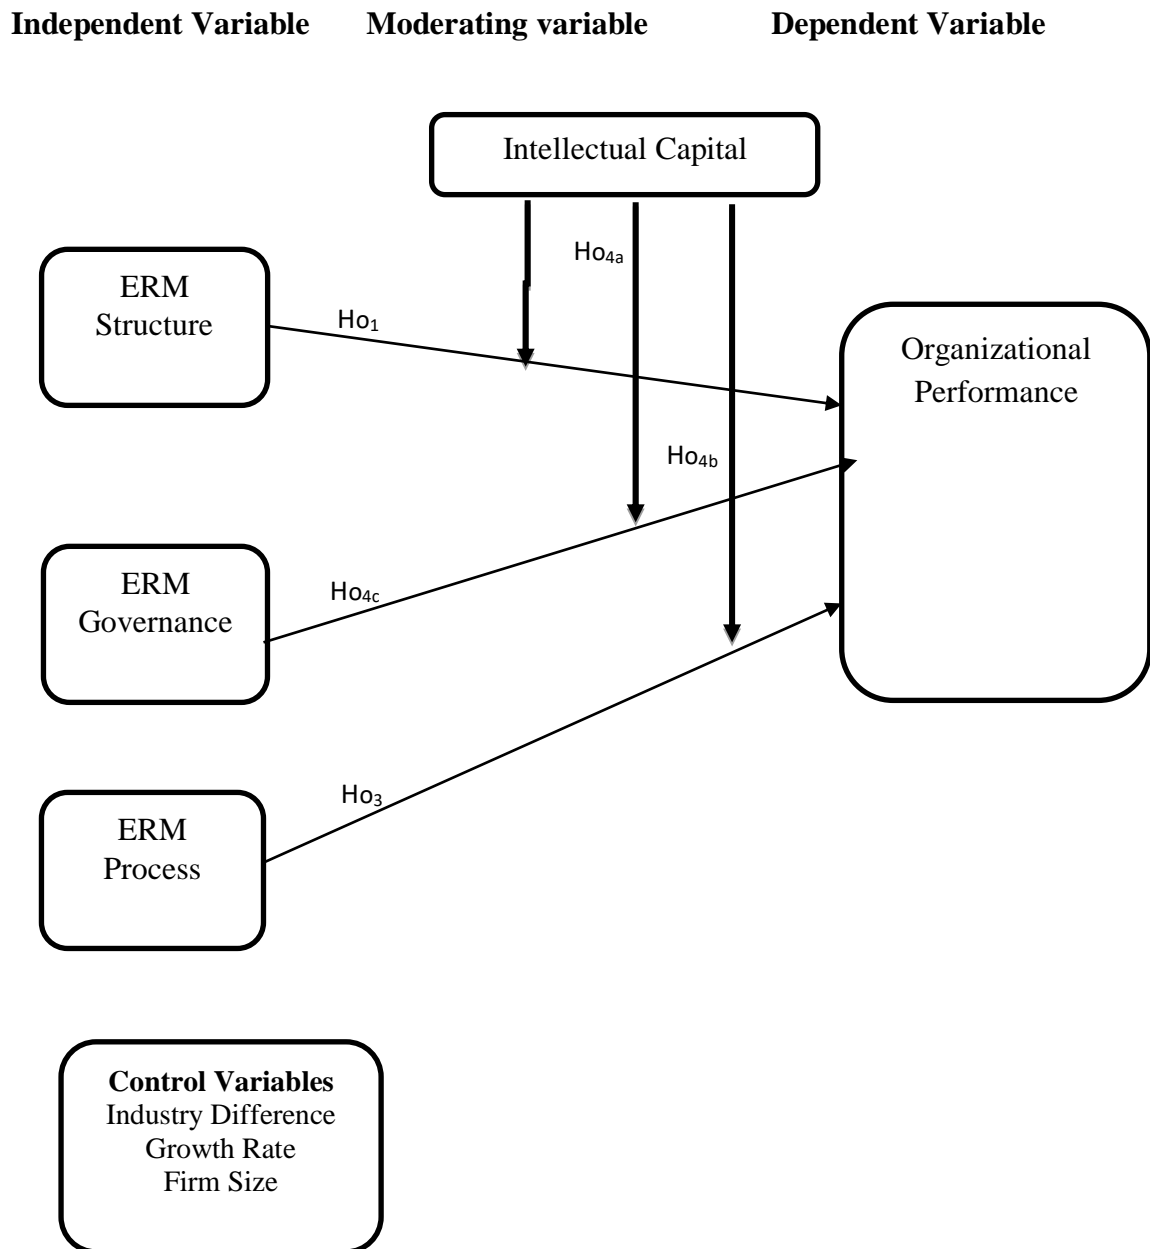 Independent Variable Moderating variable Dependent Variable
Intellectual Capital
Ho4a
ERM
Structure
Ho1
Organizational
Performance
Ho4b
ERM
Governance
Ho4c
ERM
Process
Ho3
Control Variables
Industry Difference
Growth Rate
Firm Size